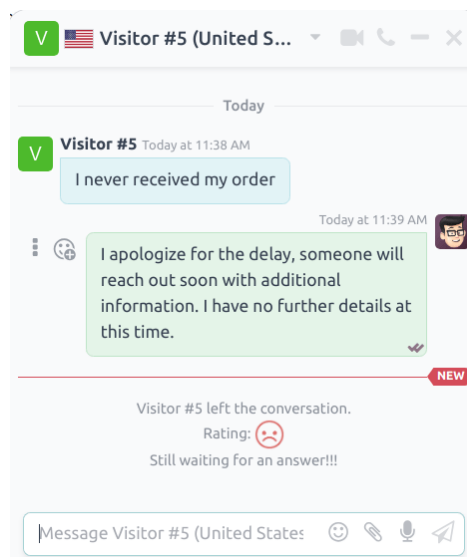 V Visitor #5 (United S...
Today
Visitor #5 Today at 11:38 AM
V
I never received my order
Today at 11:39 AM
I apologize for the delay, someone will
reach out soon with additional
information. I have no further details at
this time.
NEW
Visitor #5 left the conversation.
Rating:
Still waiting for an answer!!!
Message Visitor #5 (United States